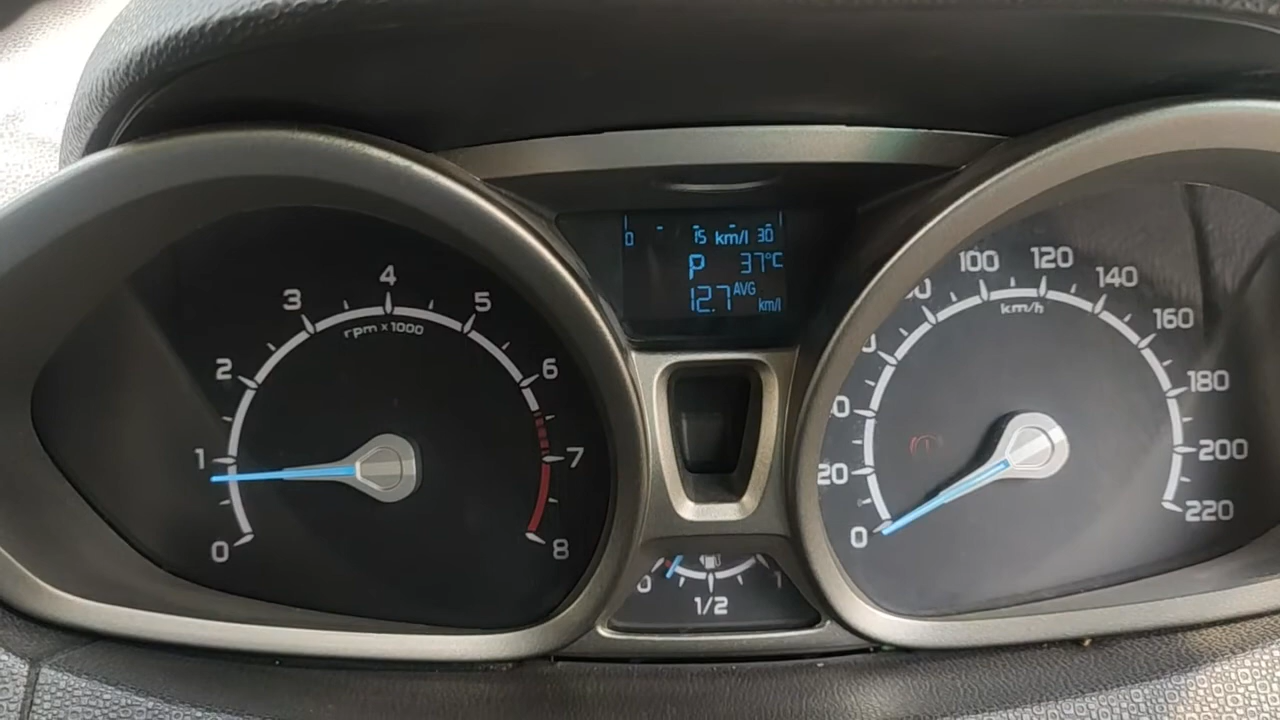 0 1 2 3 4 5 6 7 8
rpm x 1000
0 15 km/l 30
P 37°C
12.7 AVG km/l
0 1/2 1
0 20 100 120 140 160 180 200 220
km/h